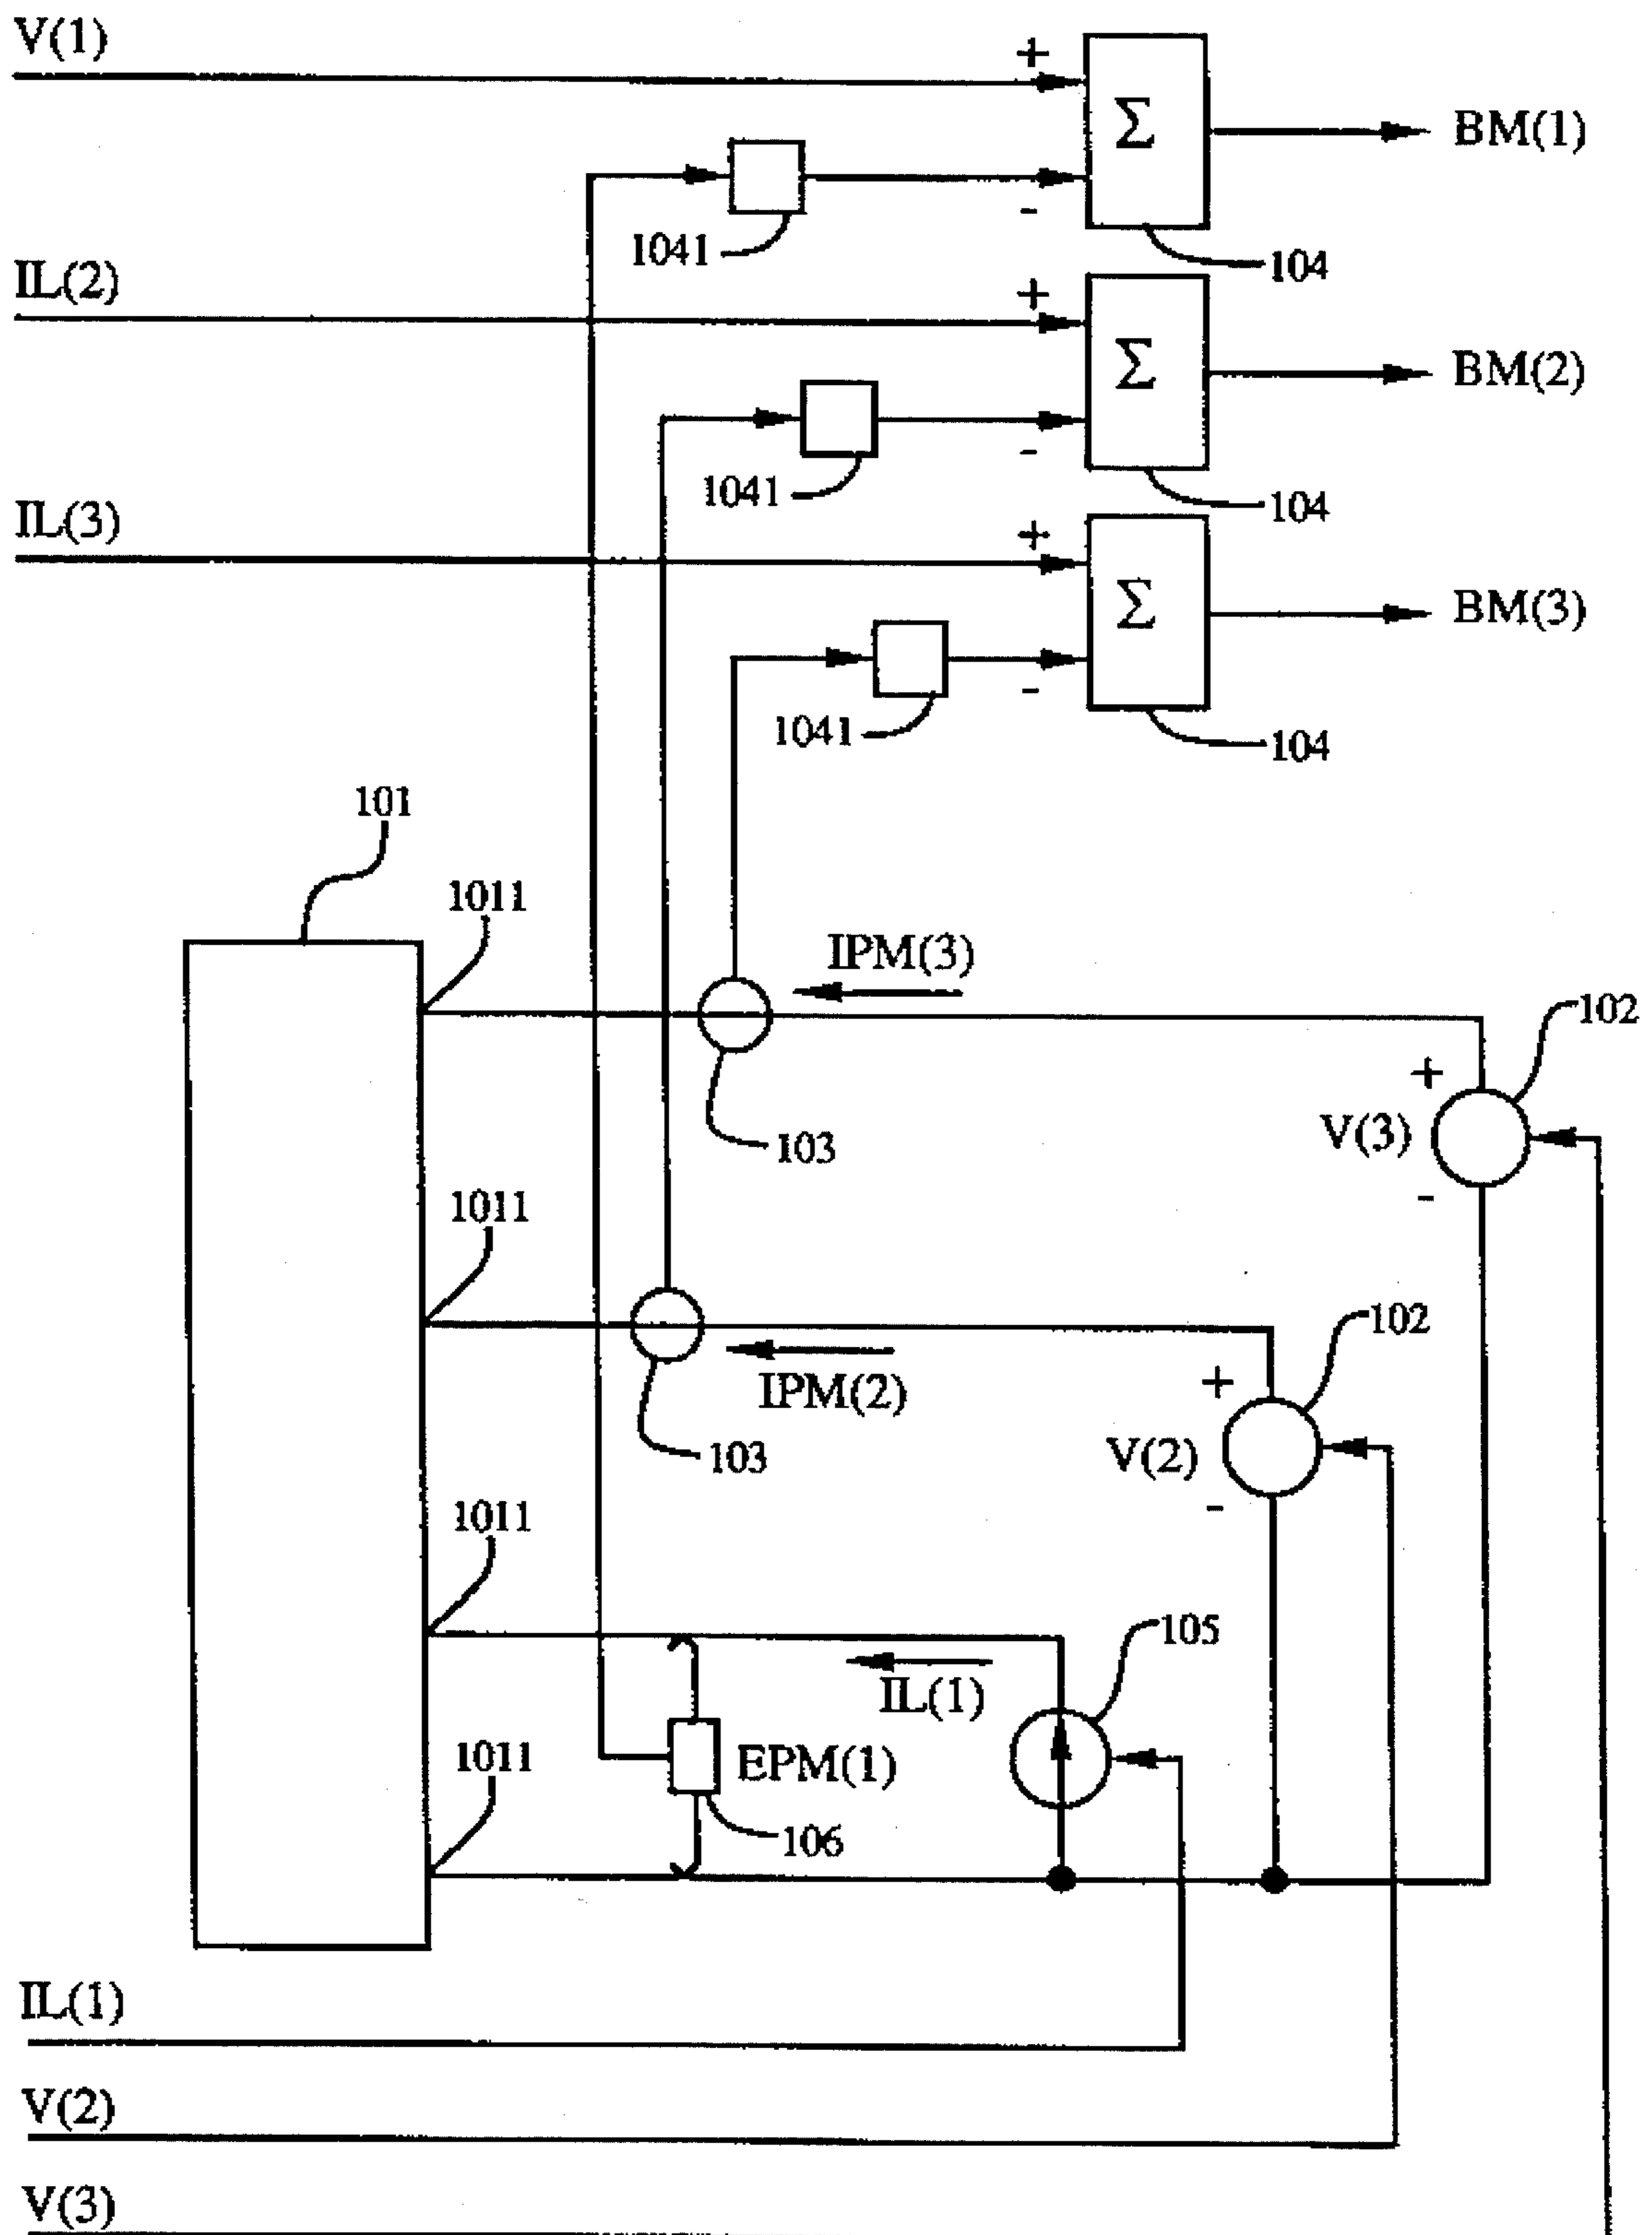 V(1)
+
Σ
BM(1)
-
1041
104
IL(2)
+
Σ
BM(2)
-
1041
104
IL(3)
+
Σ
BM(3)
-
1041
104
101
1011
IPM(3)
102
+
V(3)
-
103
1011
102
+
IPM(2)
V(2)
-
103
1011
105
IL(1)
EPM(1)
1011
106
IL(1)
V(2)
V(3)